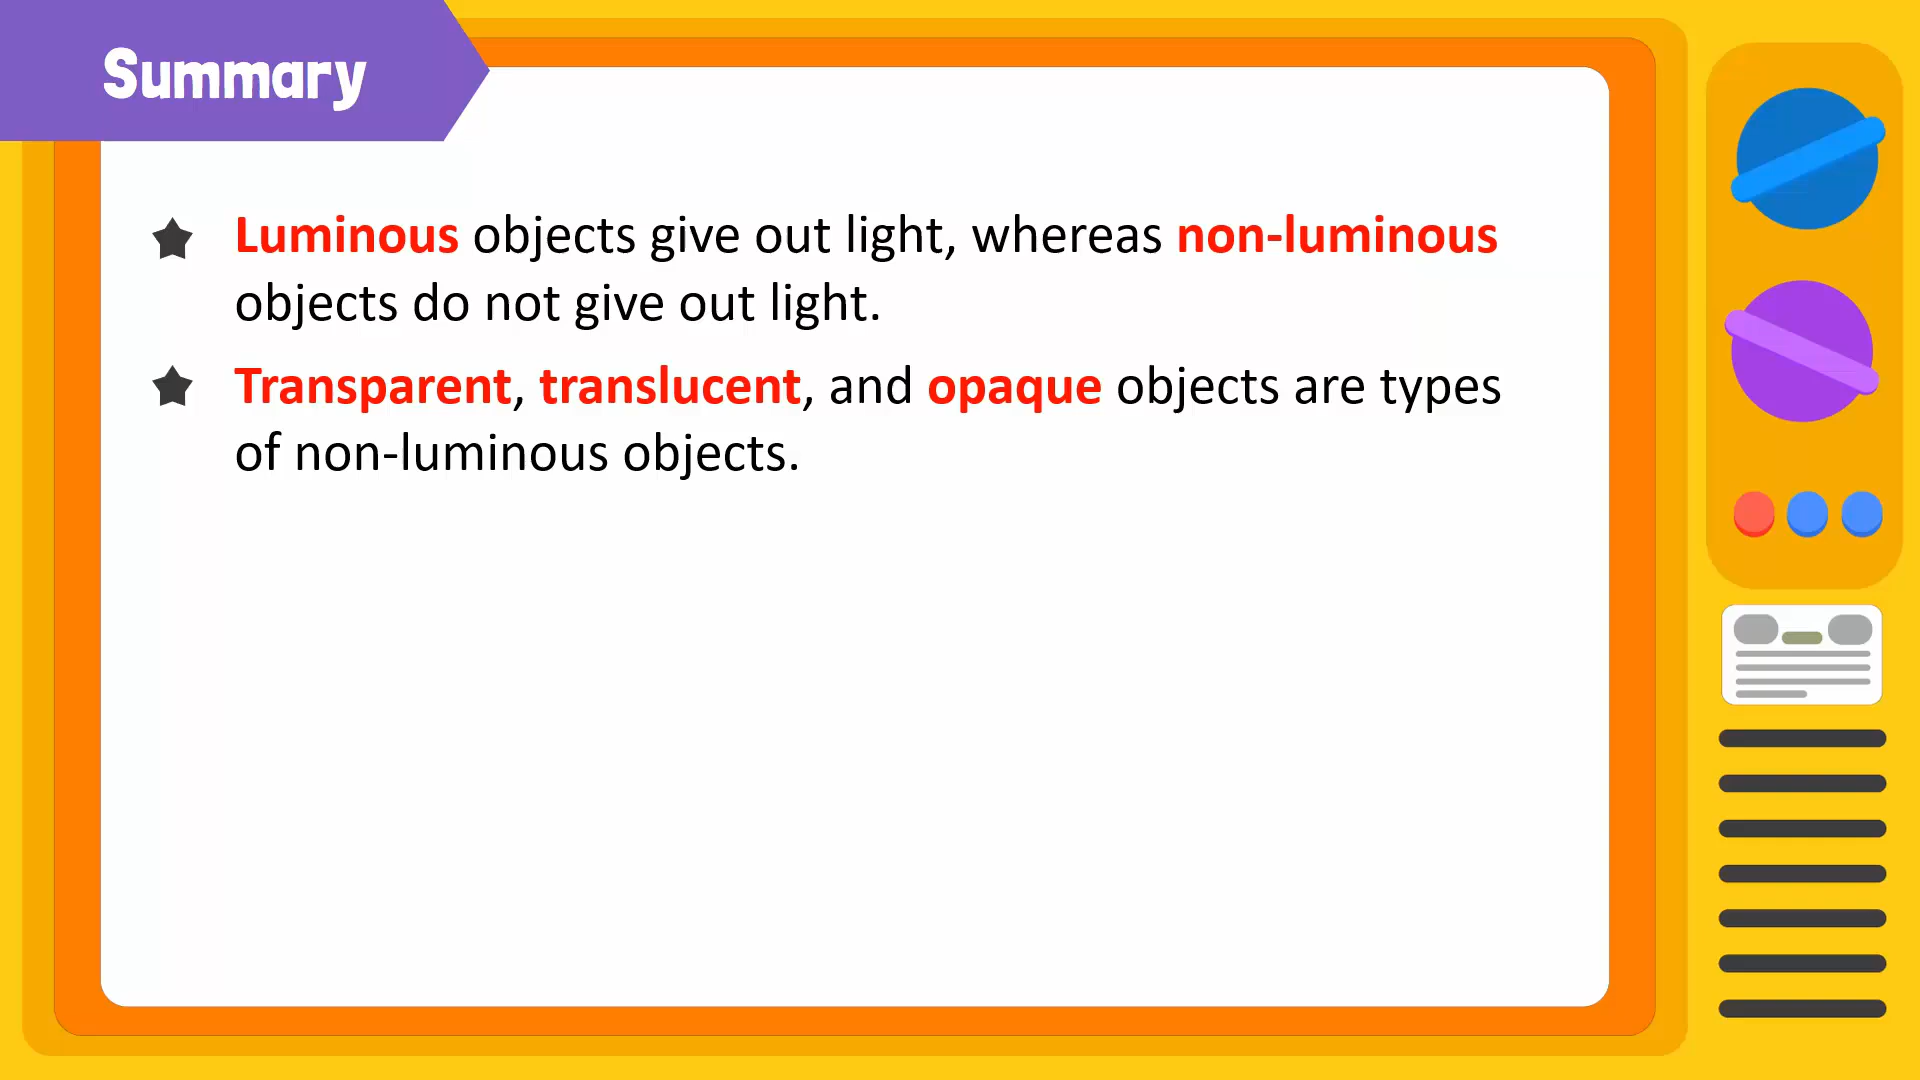 Summary
Luminous objects give out light, whereas non-luminous
objects do not give out light.
Transparent, translucent, and opaque objects are types
of non-luminous objects.